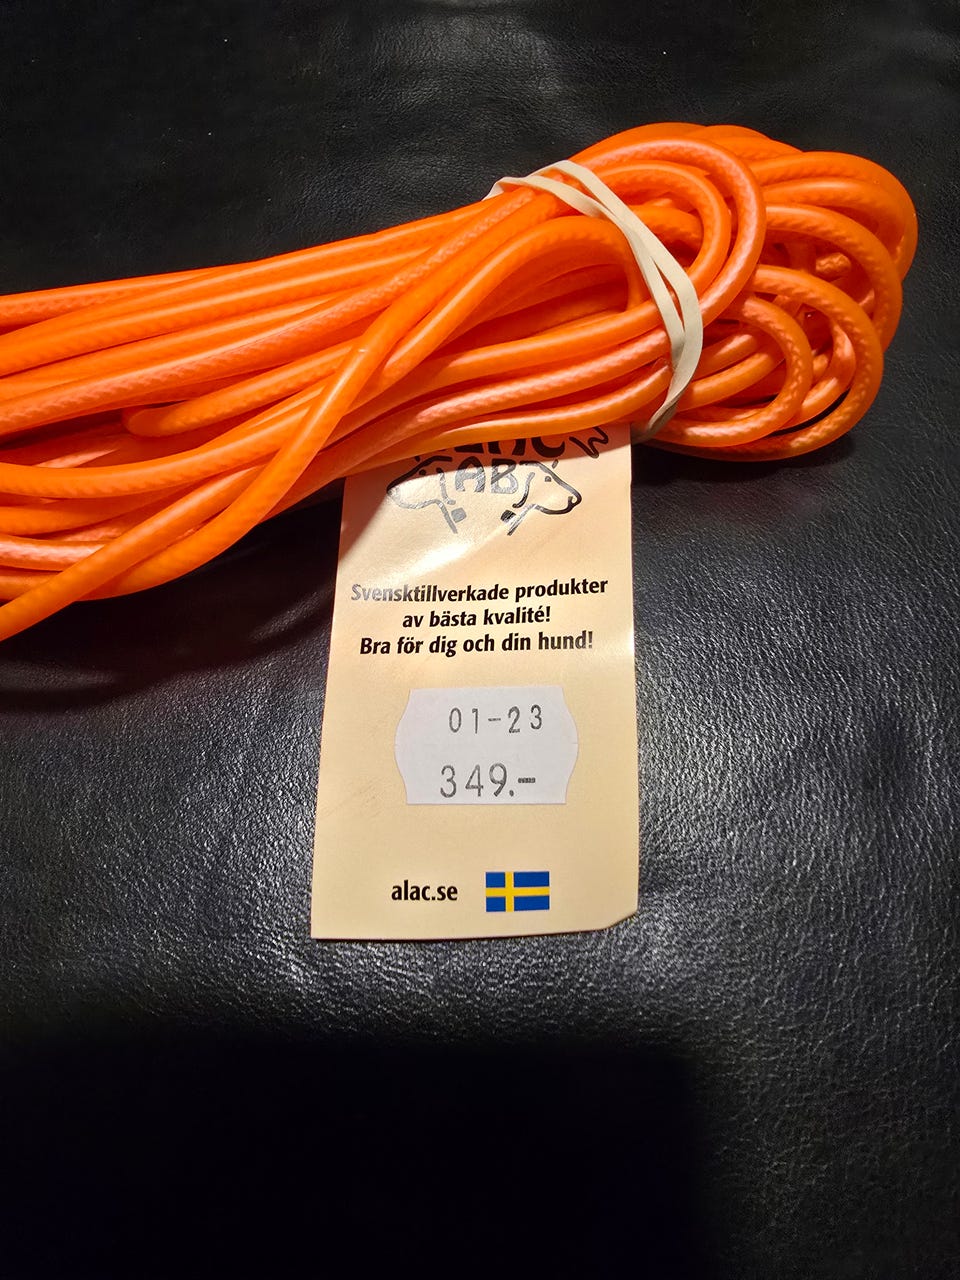 AB
Svensktillverkade produkter
av bästa kvalité!
Bra för dig och din hund!
01-23
349.-
alac.se